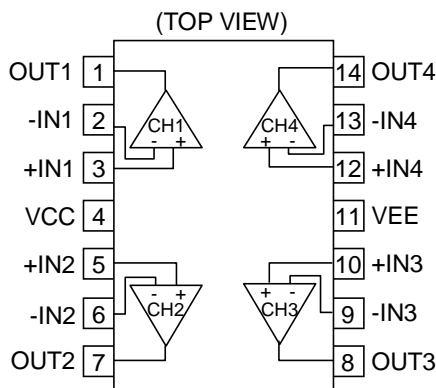 (TOP VIEW)
OUT1 1 14 OUT4
-IN1 2 CH1 CH4 13 -IN4
- + + -
+IN1 3 12 +IN4
VCC 4 11 VEE
+IN2 5 10 +IN3
- + + -
-IN2 6 CH2 CH3 9 -IN3
OUT2 7 8 OUT3